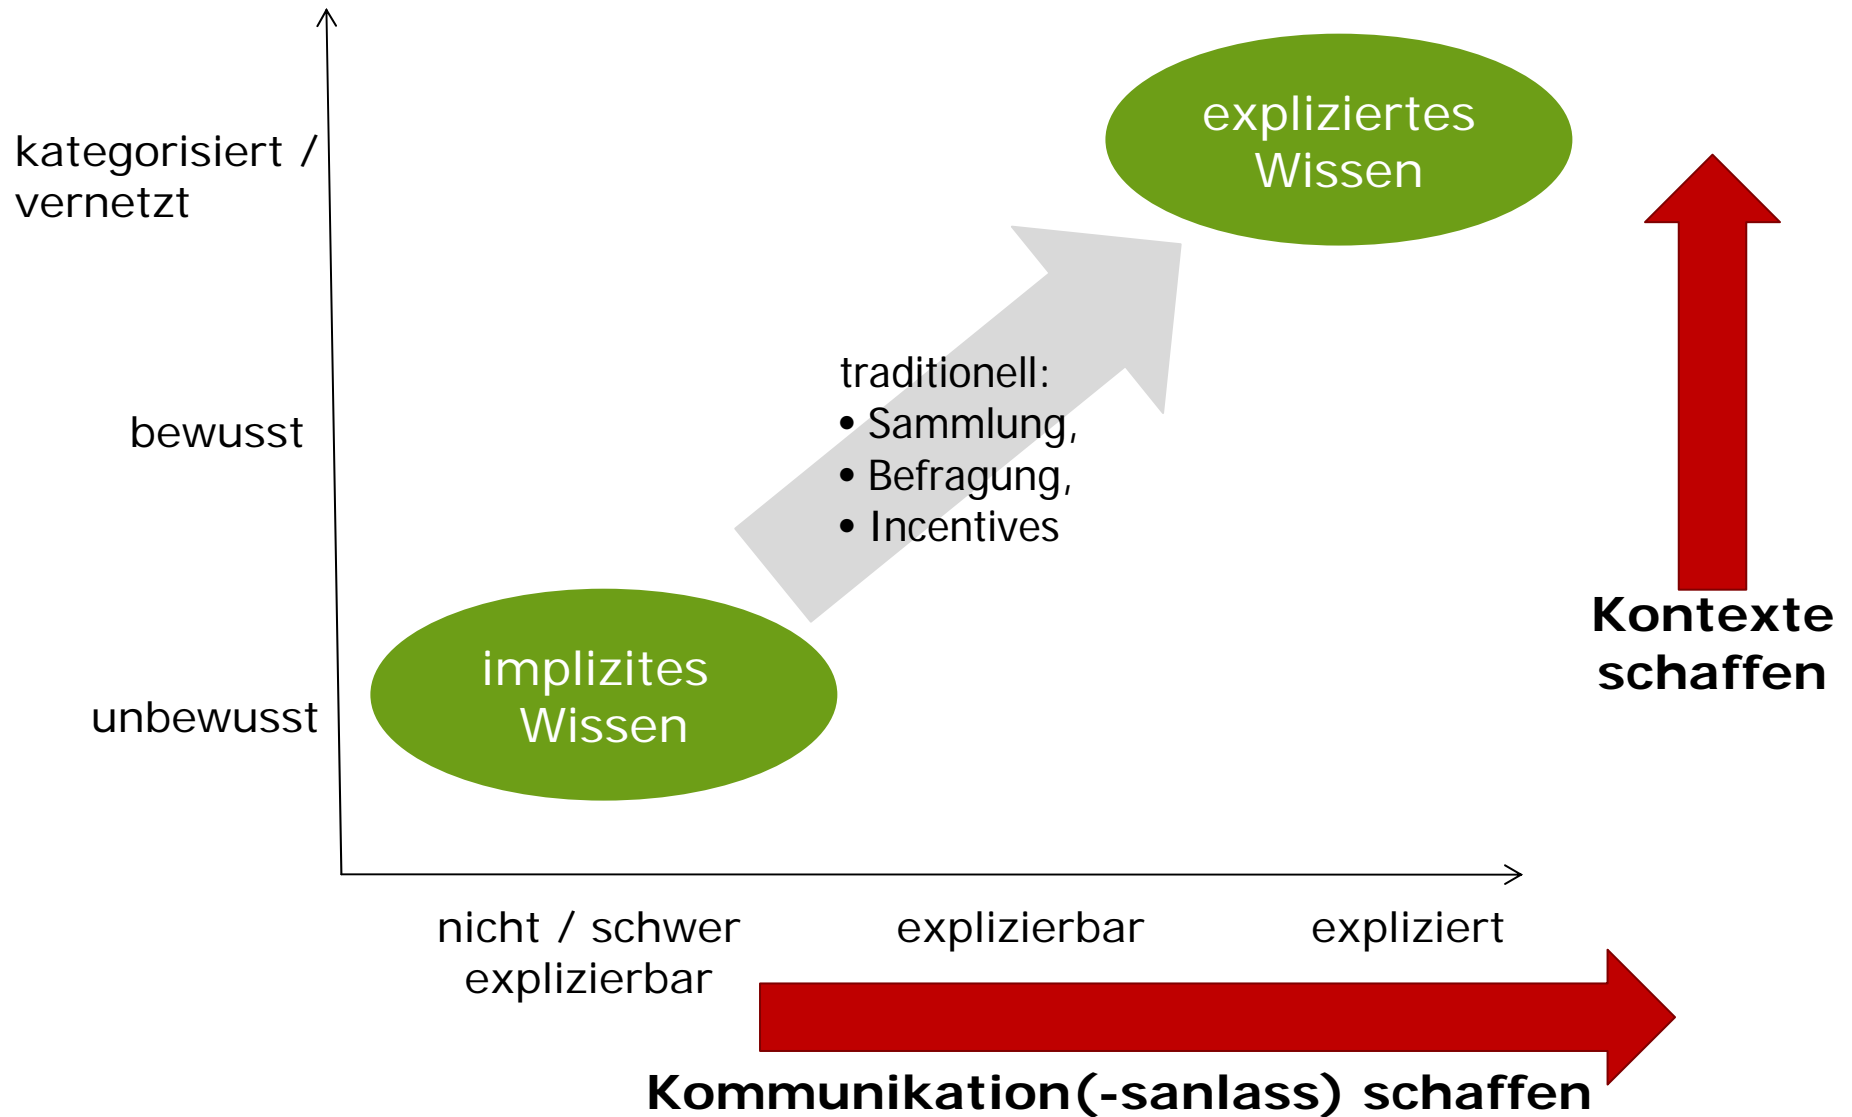 expliziertes
Wissen
kategorisiert /
vernetzt
traditionell:
• Sammlung,
bewusst
• Befragung,
• Incentives
Kontexte
schaffen
implizites
Wissen
unbewusst
nicht / schwer
explizierbar
explizierbar
expliziert
Kommunikation(-sanlass) schaffen